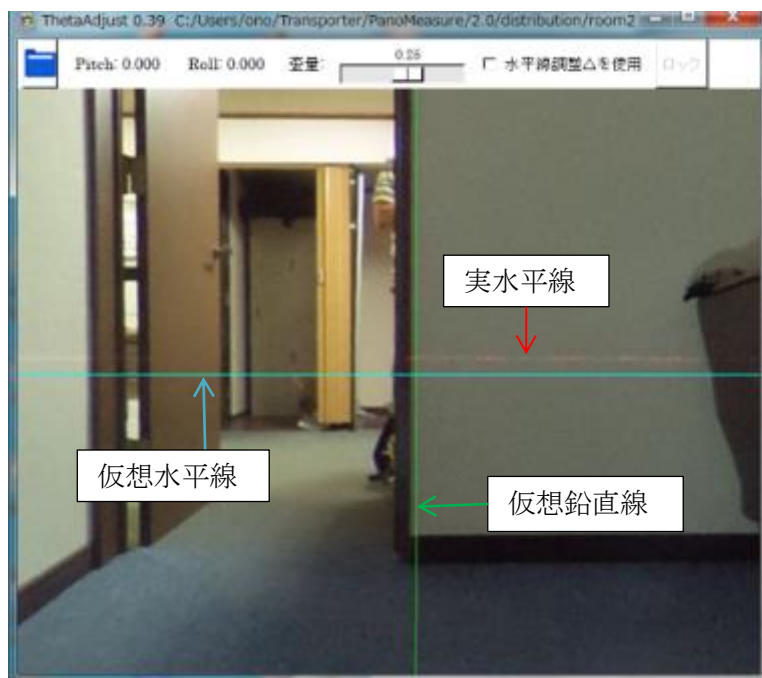 ThetaAdjust 0.39 C:/Users/ono/Transporter/PanoMeasure/2.0/distribution/room2
Pitch: 0.000 Roll: 0.000 歪量: 0.25 水平線調整△を使用 ロック
実水平線
仮想水平線
仮想鉛直線